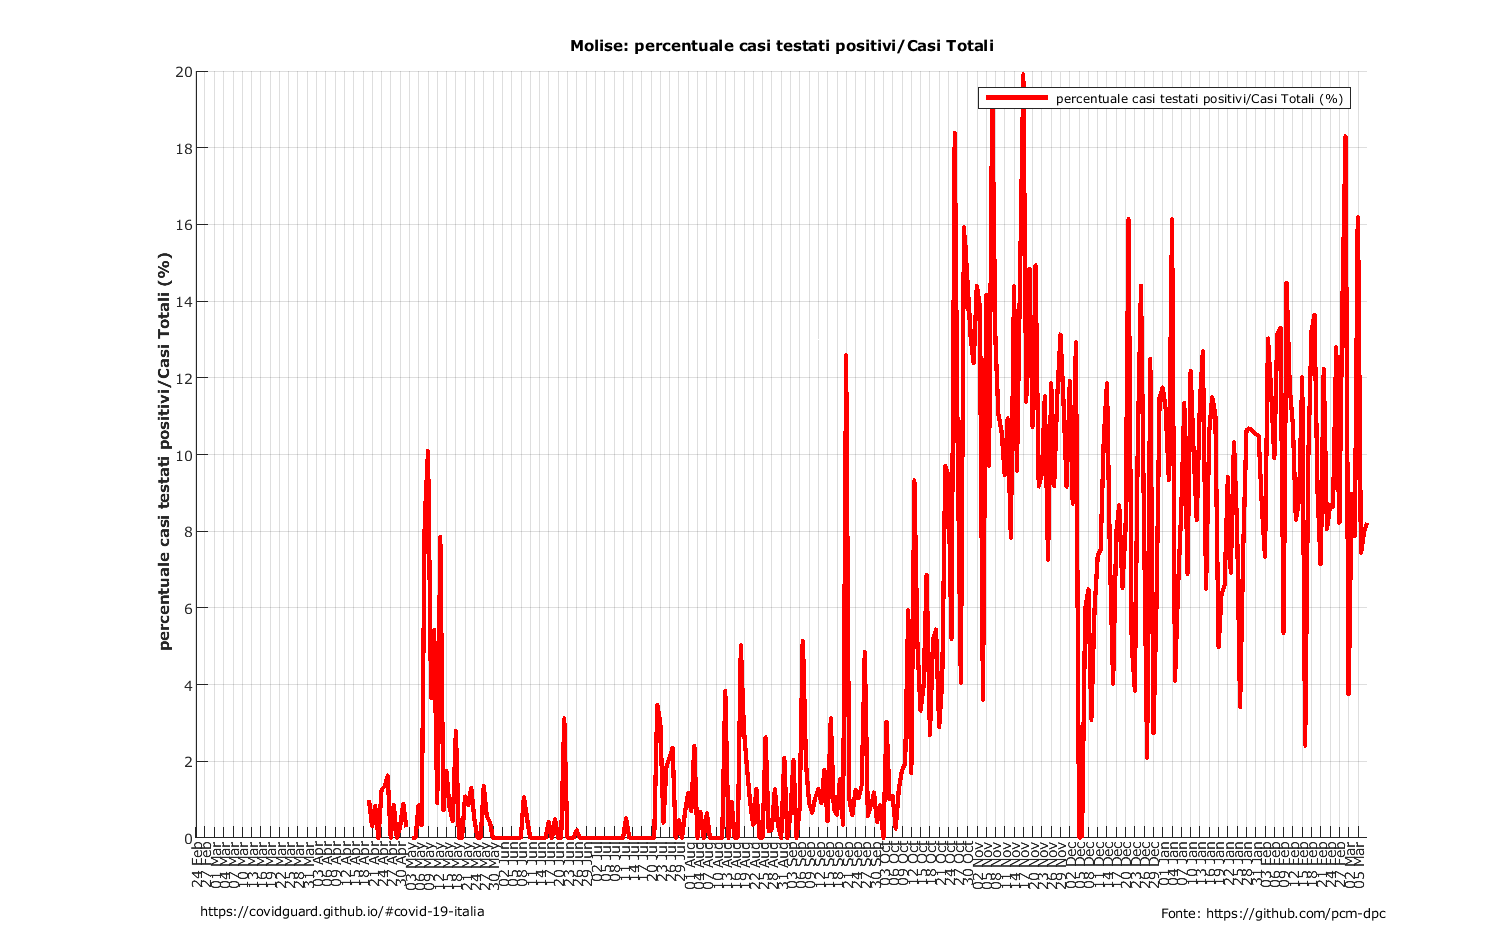 Molise: percentuale casi testati positivi/Casi Totali
percentuale casi testati positivi/Casi Totali (%)
percentuale casi testati positivi/Casi Totali (%)
20
18
16
14
12
10
8
6
4
2
0
24 Feb
27 Feb
01 Mar
04 Mar
07 Mar
10 Mar
13 Mar
16 Mar
19 Mar
22 Mar
25 Mar
28 Mar
31 Mar
03 Apr
06 Apr
09 Apr
12 Apr
15 Apr
18 Apr
21 Apr
24 Apr
27 Apr
30 Apr
03 May
06 May
09 May
12 May
15 May
18 May
21 May
24 May
27 May
30 May
02 Jun
05 Jun
08 Jun
11 Jun
14 Jun
17 Jun
20 Jun
23 Jun
26 Jun
29 Jun
02 Jul
05 Jul
08 Jul
11 Jul
14 Jul
17 Jul
20 Jul
23 Jul
26 Jul
29 Jul
01 Aug
04 Aug
07 Aug
10 Aug
13 Aug
16 Aug
19 Aug
22 Aug
25 Aug
28 Aug
31 Aug
03 Sep
06 Sep
09 Sep
12 Sep
15 Sep
18 Sep
21 Sep
24 Sep
27 Sep
30 Sep
03 Oct
06 Oct
09 Oct
12 Oct
15 Oct
18 Oct
21 Oct
24 Oct
27 Oct
30 Oct
02 Nov
05 Nov
08 Nov
11 Nov
14 Nov
17 Nov
20 Nov
23 Nov
26 Nov
29 Nov
02 Dec
05 Dec
08 Dec
11 Dec
14 Dec
17 Dec
20 Dec
23 Dec
26 Dec
29 Dec
01 Jan
04 Jan
07 Jan
10 Jan
13 Jan
16 Jan
19 Jan
22 Jan
25 Jan
28 Jan
31 Jan
03 Feb
06 Feb
09 Feb
12 Feb
15 Feb
18 Feb
21 Feb
24 Feb
27 Feb
02 Mar
05 Mar
https://covidguard.github.io/#covid-19-italia
Fonte: https://github.com/pcm-dpc